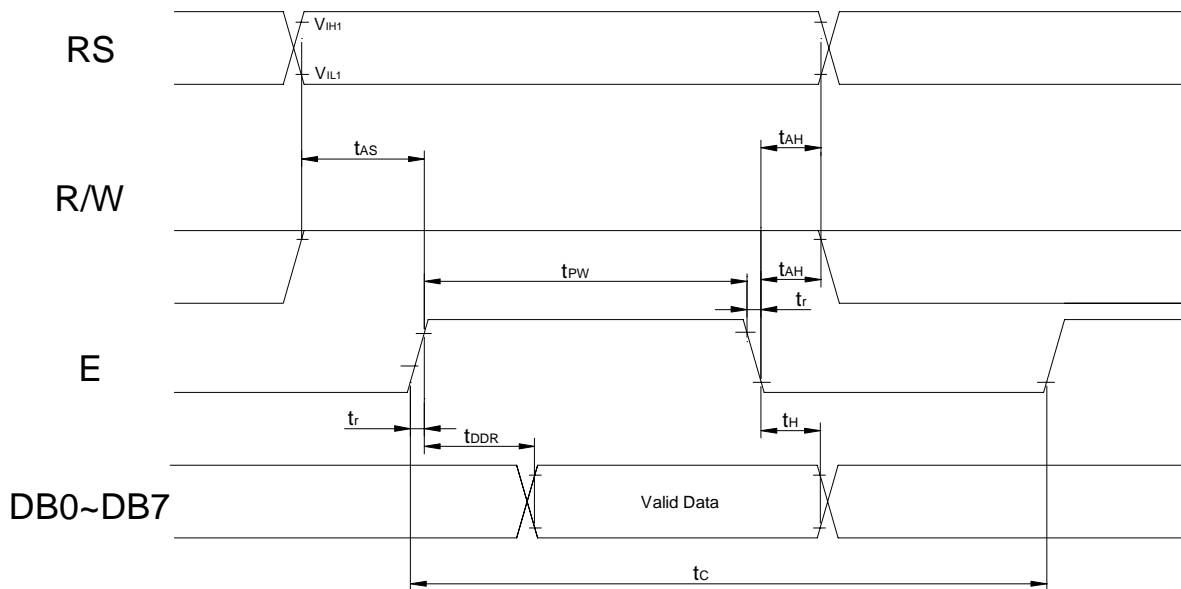 RS
VIH1
VIL1
tAS
tAH
R/W
tPW
tAH
tr
E
tr
tDDR
tH
DB0~DB7
Valid Data
tC